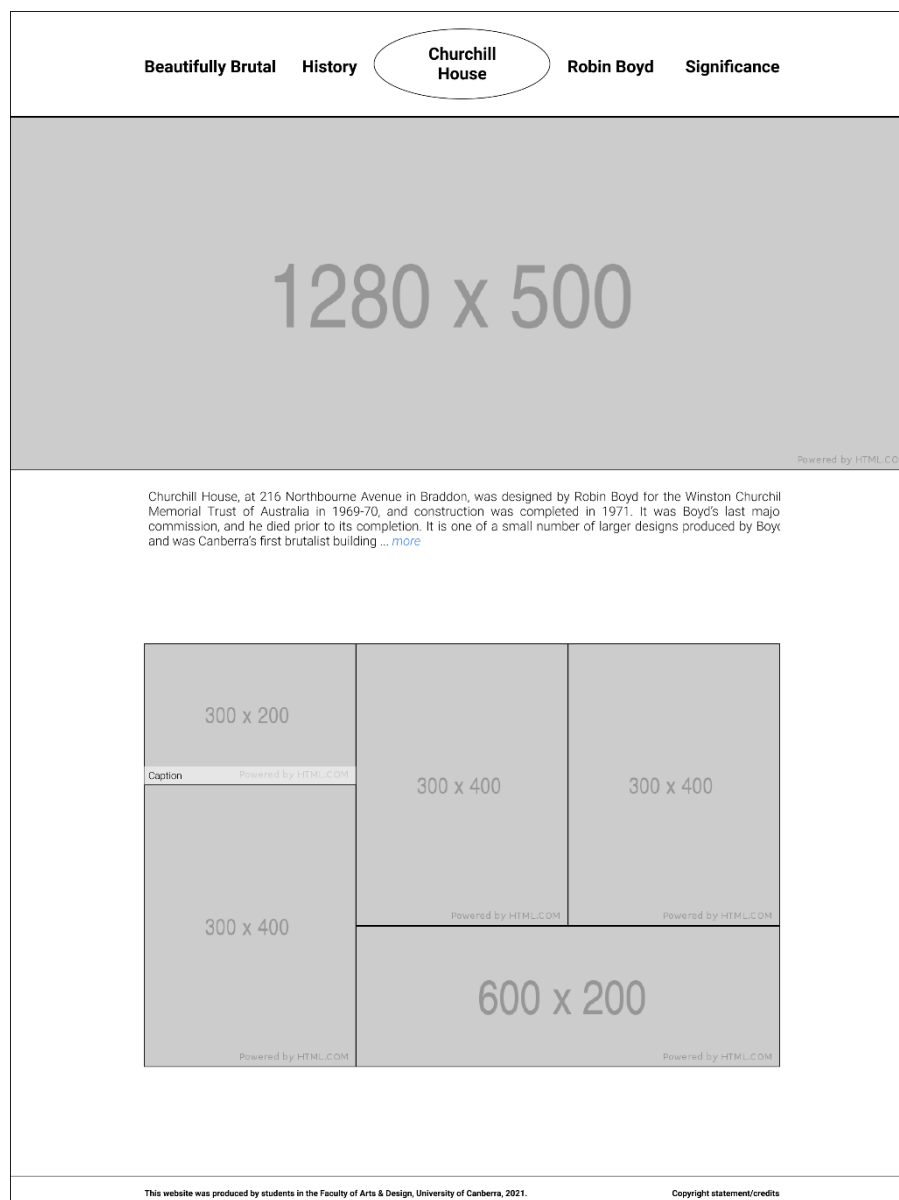 Beautifully Brutal
History
Churchill
House
Robin Boyd
Significance
1280 x 500
Powered by HTML.CO
Churchill House, at 216 Northbourne Avenue in Braddon, was designed by Robin Boyd for the Winston Churchil
Memorial Trust of Australia in 1969-70, and construction was completed in 1971. It was Boyd's last majo
commission, and he died prior to its completion. It is one of a small number of larger designs produced by Boyd
and was Canberra's first brutalist building ... more
300 x 200
Caption
Powered by HTML.COM
300 x 400
Powered by HTML.COM
300 x 400
Powered by HTML.COM
300 x 400
Powered by HTML.COM
600 x 200
Powered by HTML.COM
This website was produced by students in the Faculty of Arts & Design, University of Canberra, 2021.
Copyright statement/credits